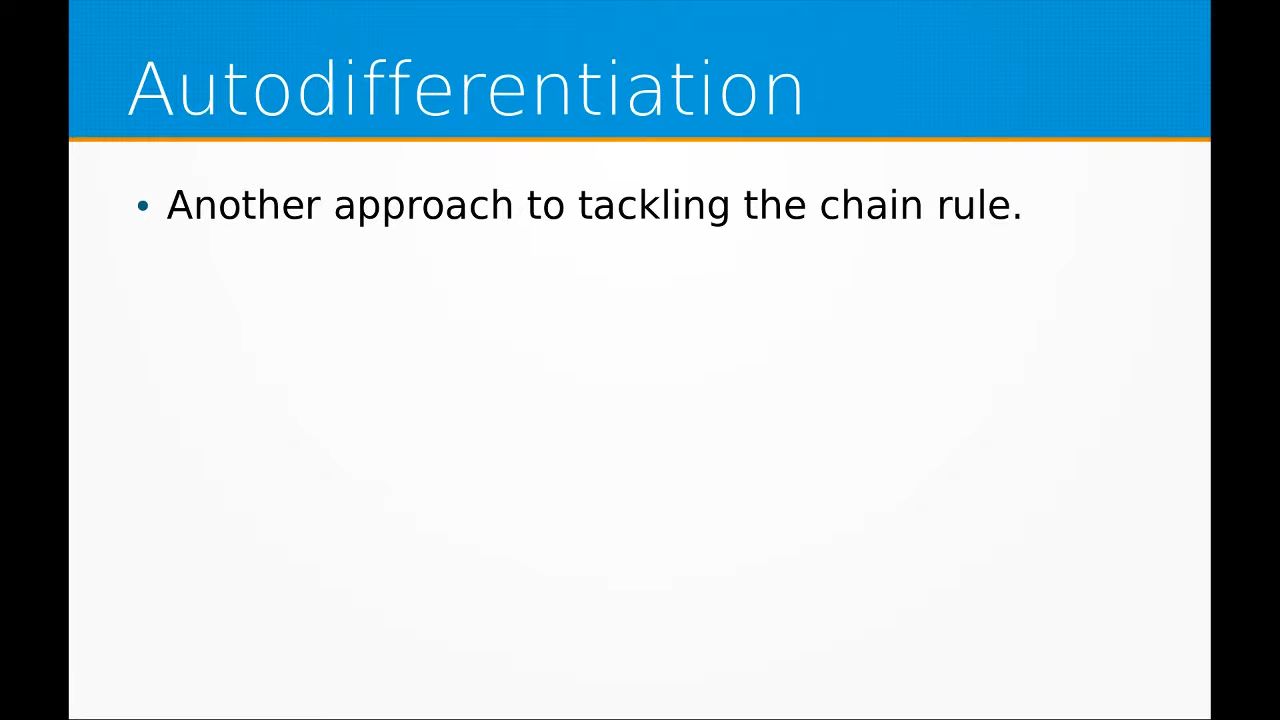 Autodifferentiation
• Another approach to tackling the chain rule.